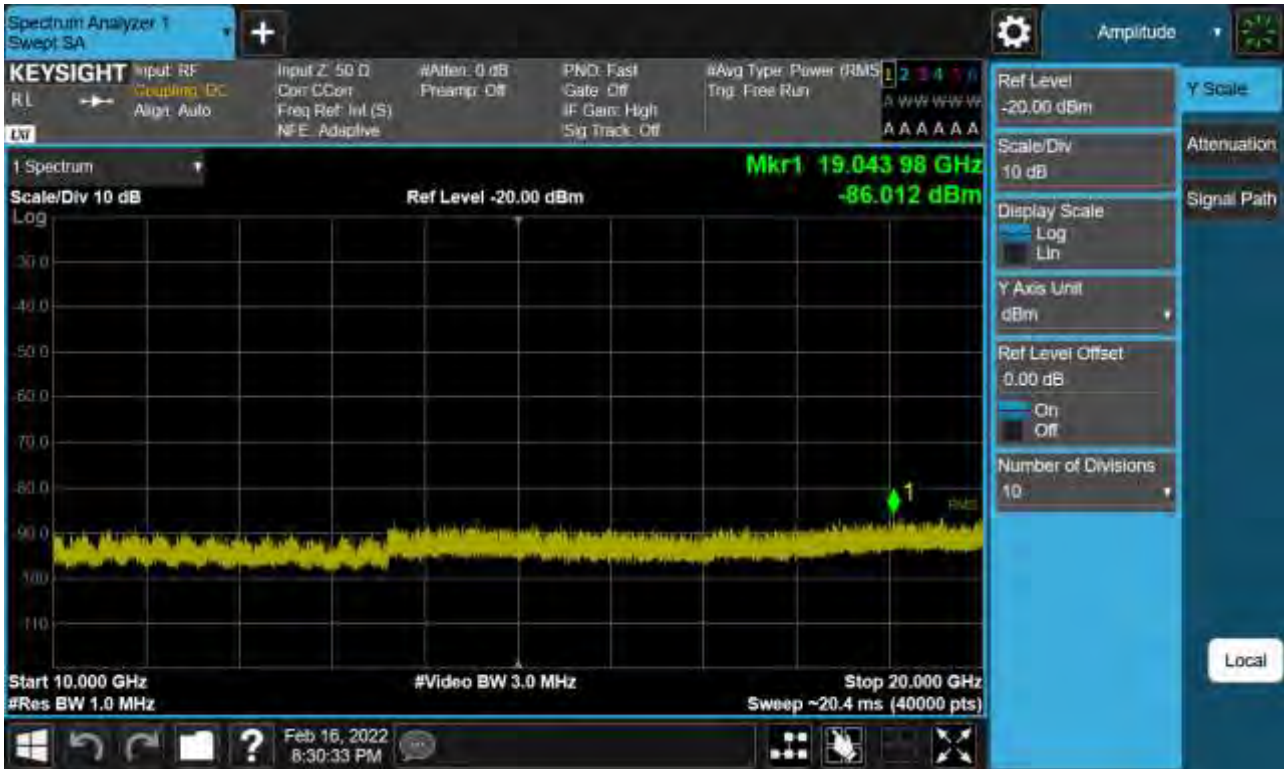 Spectrum Analyzer 1
Swept SA
+
Amplitude
KEYSIGHT
RL
LXI
Input: RF
Coupling: DC
Align: Auto
Input Z: 50 Ω
Corr CCorr
Freq Ref: Int (S)
NFE: Adaptive
#Atten: 0 dB
Preamp: Off
PNO: Fast
Gate: Off
IF Gain: High
Sig Track: Off
#Avg Type: Power (RMS
Trig: Free Run
1 2 3 4 5 6
A W W W W W
A A A A A A
1 Spectrum
Scale/Div 10 dB
Ref Level -20.00 dBm
Mkr1 19.043 98 GHz
-86.012 dBm
Log
-30.0
-40.0
-50.0
-60.0
-70.0
-80.0
-90.0
-100
-110
1
RMS
Start 10.000 GHz
#Res BW 1.0 MHz
#Video BW 3.0 MHz
Stop 20.000 GHz
Sweep ~20.4 ms (40000 pts)
Ref Level
-20.00 dBm
Scale/Div
10 dB
Display Scale
Log
Lin
Y Axis Unit
dBm
Ref Level Offset
0.00 dB
On
Off
Number of Divisions
10
Y Scale
Attenuation
Signal Path
Local
?
Feb 16, 2022
8:30:33 PM